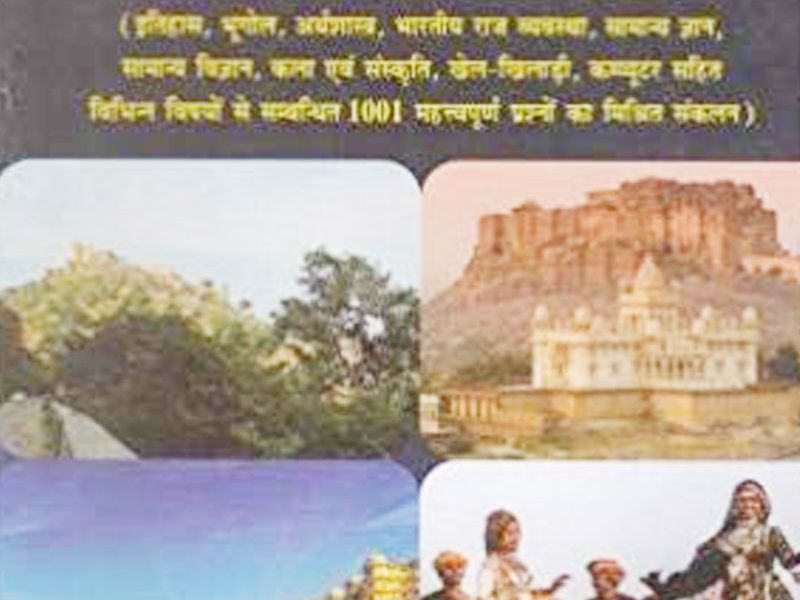 (इतिहास, भूगोल, अर्थशास्त्र, भारतीय राज व्यवस्था, सामान्य ज्ञान,
सामान्य विज्ञान, कला एवं संस्कृति, खेल-खिलाड़ी, कम्प्यूटर सहित
विभिन्न विषयों से सम्बन्धित 1001 महत्त्वपूर्ण प्रश्नों का मिश्रित संकलन)